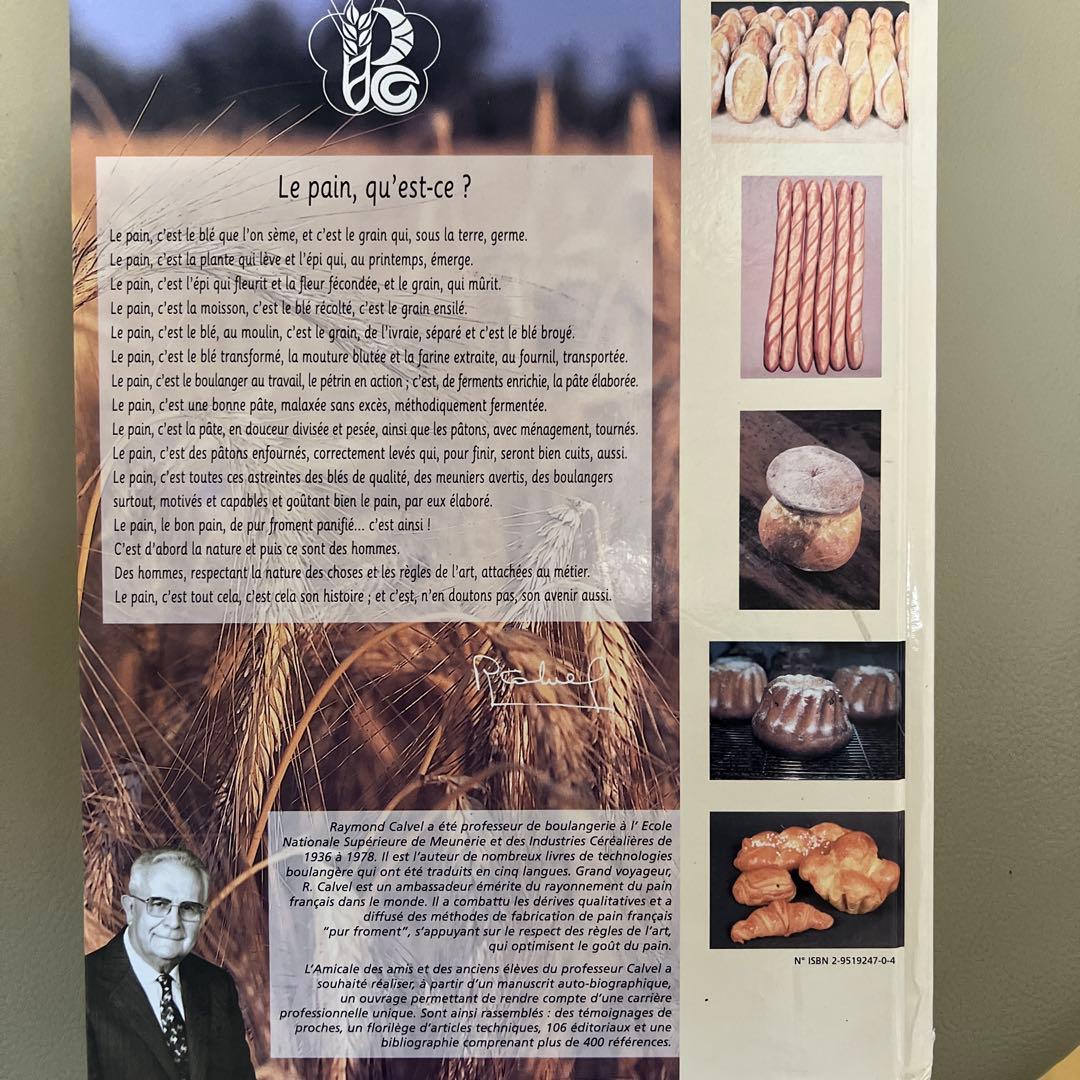 Le pain, qu'est-ce ?
Le pain, c'est le blé que l'on sème, et c'est le grain qui, sous la terre, germe.
Le pain, c'est la plante qui lève et l'épi qui, au printemps, émerge.
Le pain, c'est l'épi qui fleurit et la fleur fécondée, et le grain, qui mûrit.
Le pain, c'est la moisson, c'est le blé récolté, c'est le grain ensilé.
Le pain, c'est le blé, au moulin, c'est le grain, de l'ivraie, séparé et c'est le blé broyé.
Le pain, c'est le blé transformé, la mouture blutée et la farine extraite, au fournil, transportée.
Le pain, c'est le boulanger au travail, le pétrin en action ; c'est, de ferments enrichie, la pâte élaborée.
Le pain, c'est une bonne pâte, malaxée sans excès, méthodiquement fermentée.
Le pain, c'est la pâte, en douceur divisée et pesée, ainsi que les pâtons, avec ménagement, tournés.
Le pain, c'est des pâtons enfournés, correctement levés qui, pour finir, seront bien cuits, aussi.
Le pain, c'est toutes ces astreintes des blés de qualité, des meuniers avertis, des boulangers
surtout, motivés et capables et goûtant bien le pain, par eux élaboré.
Le pain, le bon pain, de pur froment panifié... c'est ainsi !
C'est d'abord la nature et puis ce sont des hommes.
Des hommes, respectant la nature des choses et les règles de l'art, attachées au métier.
Le pain, c'est tout cela, c'est cela son histoire ; et c'est, n'en doutons pas, son avenir aussi.
Raymond Calvel a été professeur de boulangerie à l' Ecole
Nationale Supérieure de Meunerie et des Industries Céréalières de
1936 à 1978. Il est l'auteur de nombreux livres de technologies
boulangère qui ont été traduits en cinq langues. Grand voyageur,
R. Calvel est un ambassadeur émérite du rayonnement du pain
français dans le monde. Il a combattu les dérives qualitatives et a
diffusé des méthodes de fabrication de pain français
"pur froment", s'appuyant sur le respect des règles de l'art,
qui optimisent le goût du pain.
L'Amicale des amis et des anciens élèves du professeur Calvel a
souhaité réaliser, à partir d'un manuscrit auto-biographique,
un ouvrage permettant de rendre compte d'une carrière
professionnelle unique. Sont ainsi rassemblés : des témoignages de
proches, un florilège d'articles techniques, 106 éditoriaux et une
bibliographie comprenant plus de 400 références.
N° ISBN 2-9519247-0-4